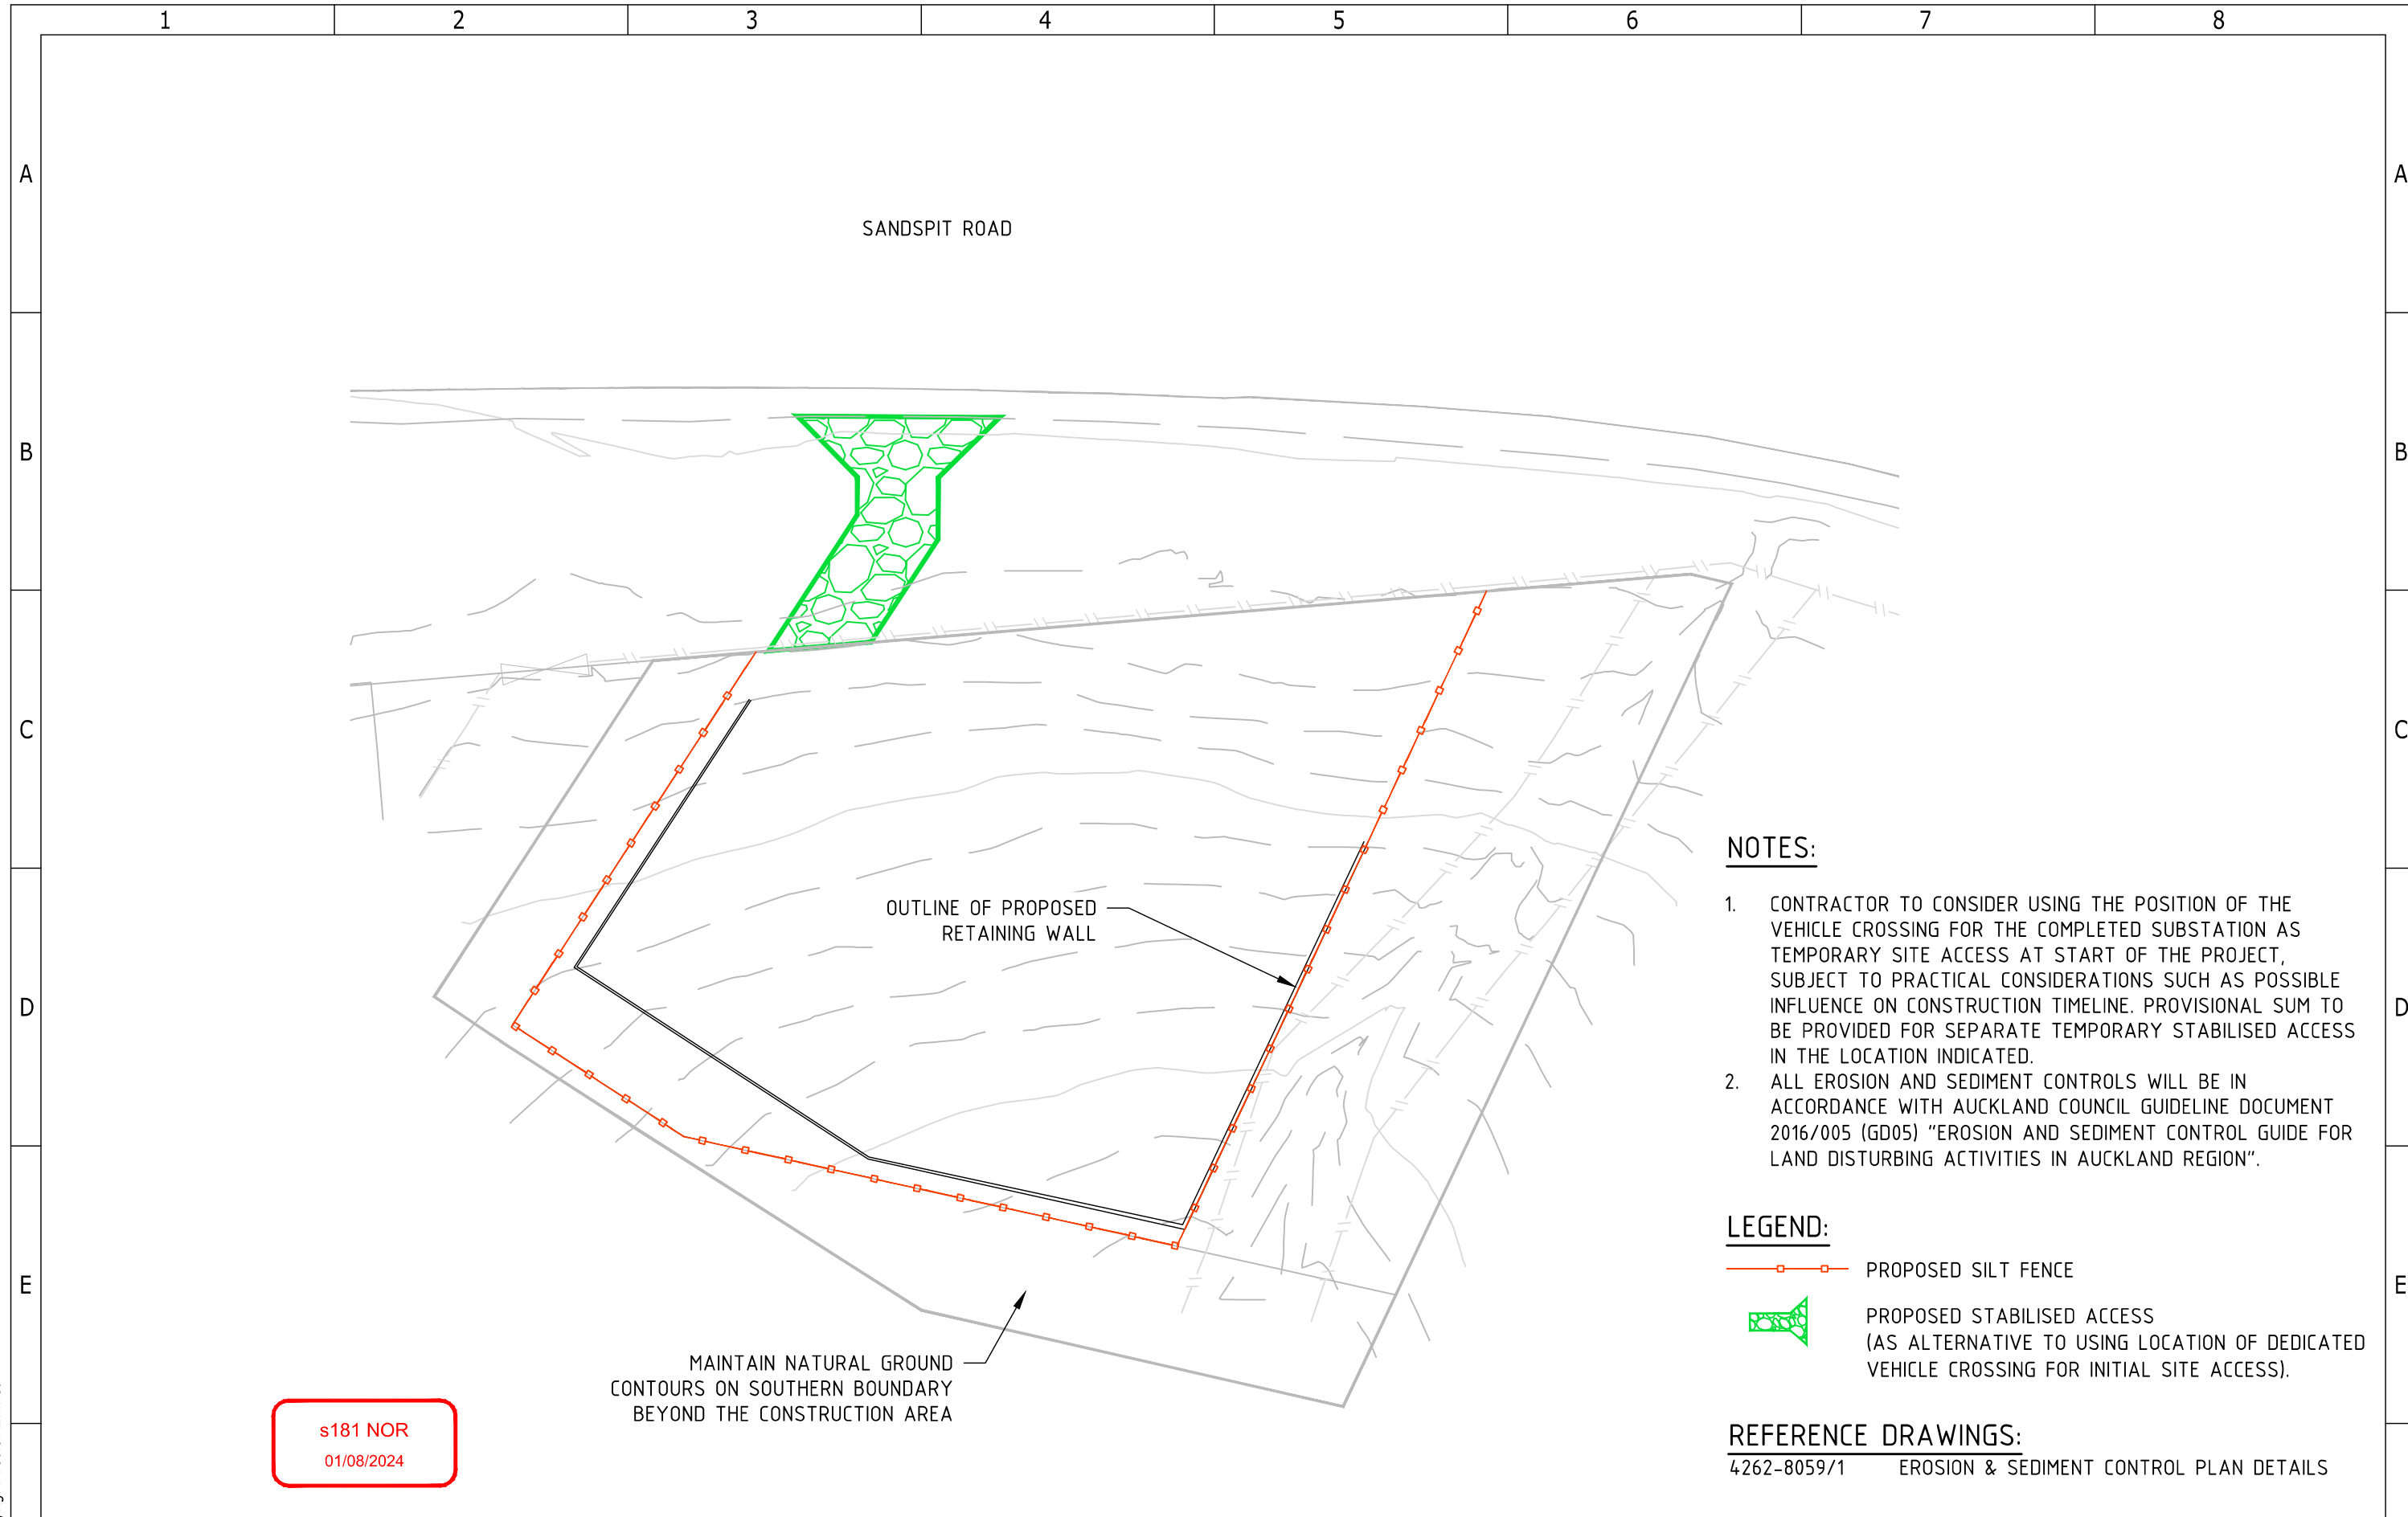 1 2 3 4 5 6 7 8
A A
SANDSPIT ROAD
B B
C C
NOTES:
1. CONTRACTOR TO CONSIDER USING THE POSITION OF THE
VEHICLE CROSSING FOR THE COMPLETED SUBSTATION AS
TEMPORARY SITE ACCESS AT START OF THE PROJECT,
SUBJECT TO PRACTICAL CONSIDERATIONS SUCH AS POSSIBLE
INFLUENCE ON CONSTRUCTION TIMELINE. PROVISIONAL SUM TO
BE PROVIDED FOR SEPARATE TEMPORARY STABILISED ACCESS
IN THE LOCATION INDICATED.
2. ALL EROSION AND SEDIMENT CONTROLS WILL BE IN
ACCORDANCE WITH AUCKLAND COUNCIL GUIDELINE DOCUMENT
2016/005 (GD05) "EROSION AND SEDIMENT CONTROL GUIDE FOR
LAND DISTURBING ACTIVITIES IN AUCKLAND REGION".
OUTLINE OF PROPOSED
RETAINING WALL
D D
LEGEND:
PROPOSED SILT FENCE
PROPOSED STABILISED ACCESS
(AS ALTERNATIVE TO USING LOCATION OF DEDICATED
VEHICLE CROSSING FOR INITIAL SITE ACCESS).
E E
MAINTAIN NATURAL GROUND
CONTOURS ON SOUTHERN BOUNDARY
BEYOND THE CONSTRUCTION AREA
REFERENCE DRAWINGS:
4262-8059/1 EROSION & SEDIMENT CONTROL PLAN DETAILS
s181 NOR
01/08/2024